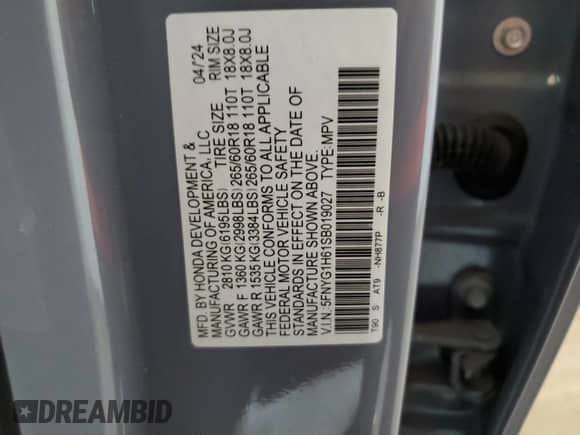 MFD. BY HONDA DEVELOPMENT & 04/'24
MANUFACTURING OF AMERICA, LLC
TIRE SIZE RIM SIZE
GVWR 2810 KG(6195LBS)
GAWR F 1360 KG(2998LBS)265/60R18 110T 18X8.0J
GAWR R 1535 KG(3384LBS)265/60R18 110T 18X8.0J
THIS VEHICLE CONFORMS TO ALL APPLICABLE
FEDERAL MOTOR VEHICLE SAFETY
STANDARDS IN EFFECT ON THE DATE OF
MANUFACTURE SHOWN ABOVE.
V.I.N.:5FNYG1H61SB019027 TYPE:MPV
T90 S AT9 -NH877P -R -B
DREAMBID